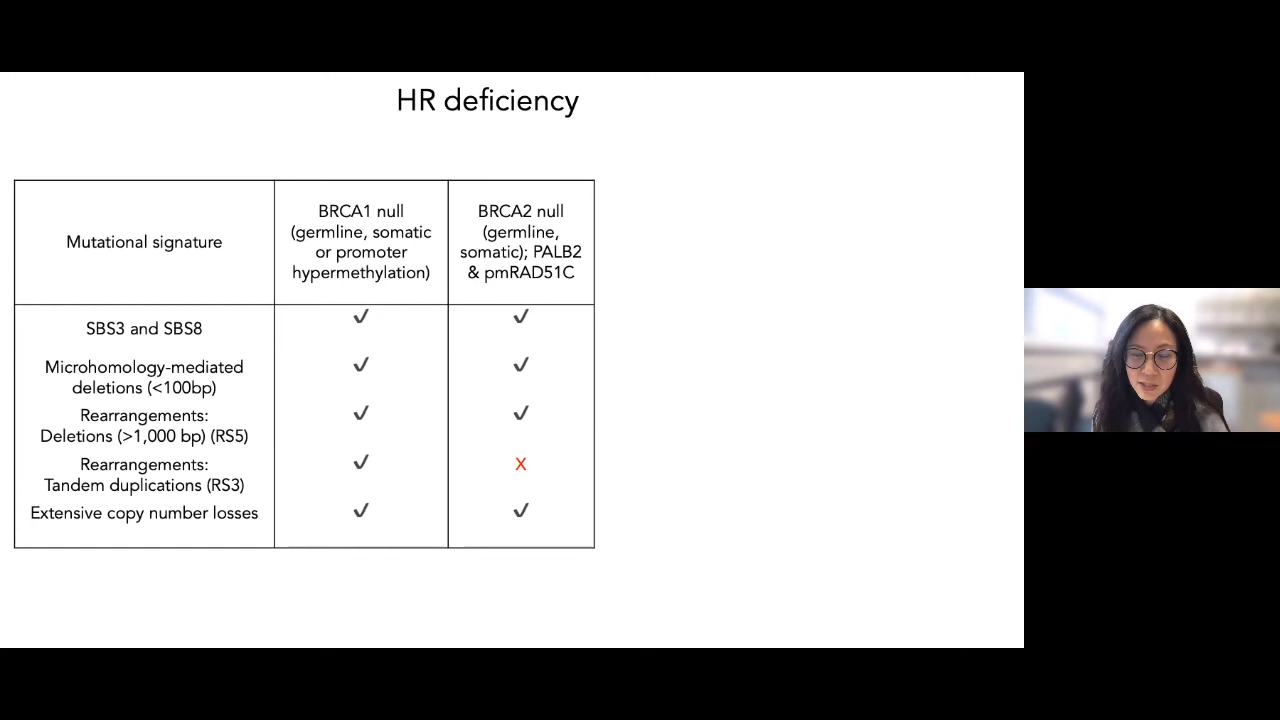 HR deficiency
Mutational signature
BRCA1 null
(germline, somatic
or promoter
hypermethylation)
BRCA2 null
(germline,
somatic); PALB2
& pmRAD51C
SBS3 and SBS8
✓
✓
Microhomology-mediated
deletions (<100bp)
✓
✓
Rearrangements:
Deletions (>1,000 bp) (RS5)
✓
✓
Rearrangements:
Tandem duplications (RS3)
✓
X
Extensive copy number losses
✓
✓